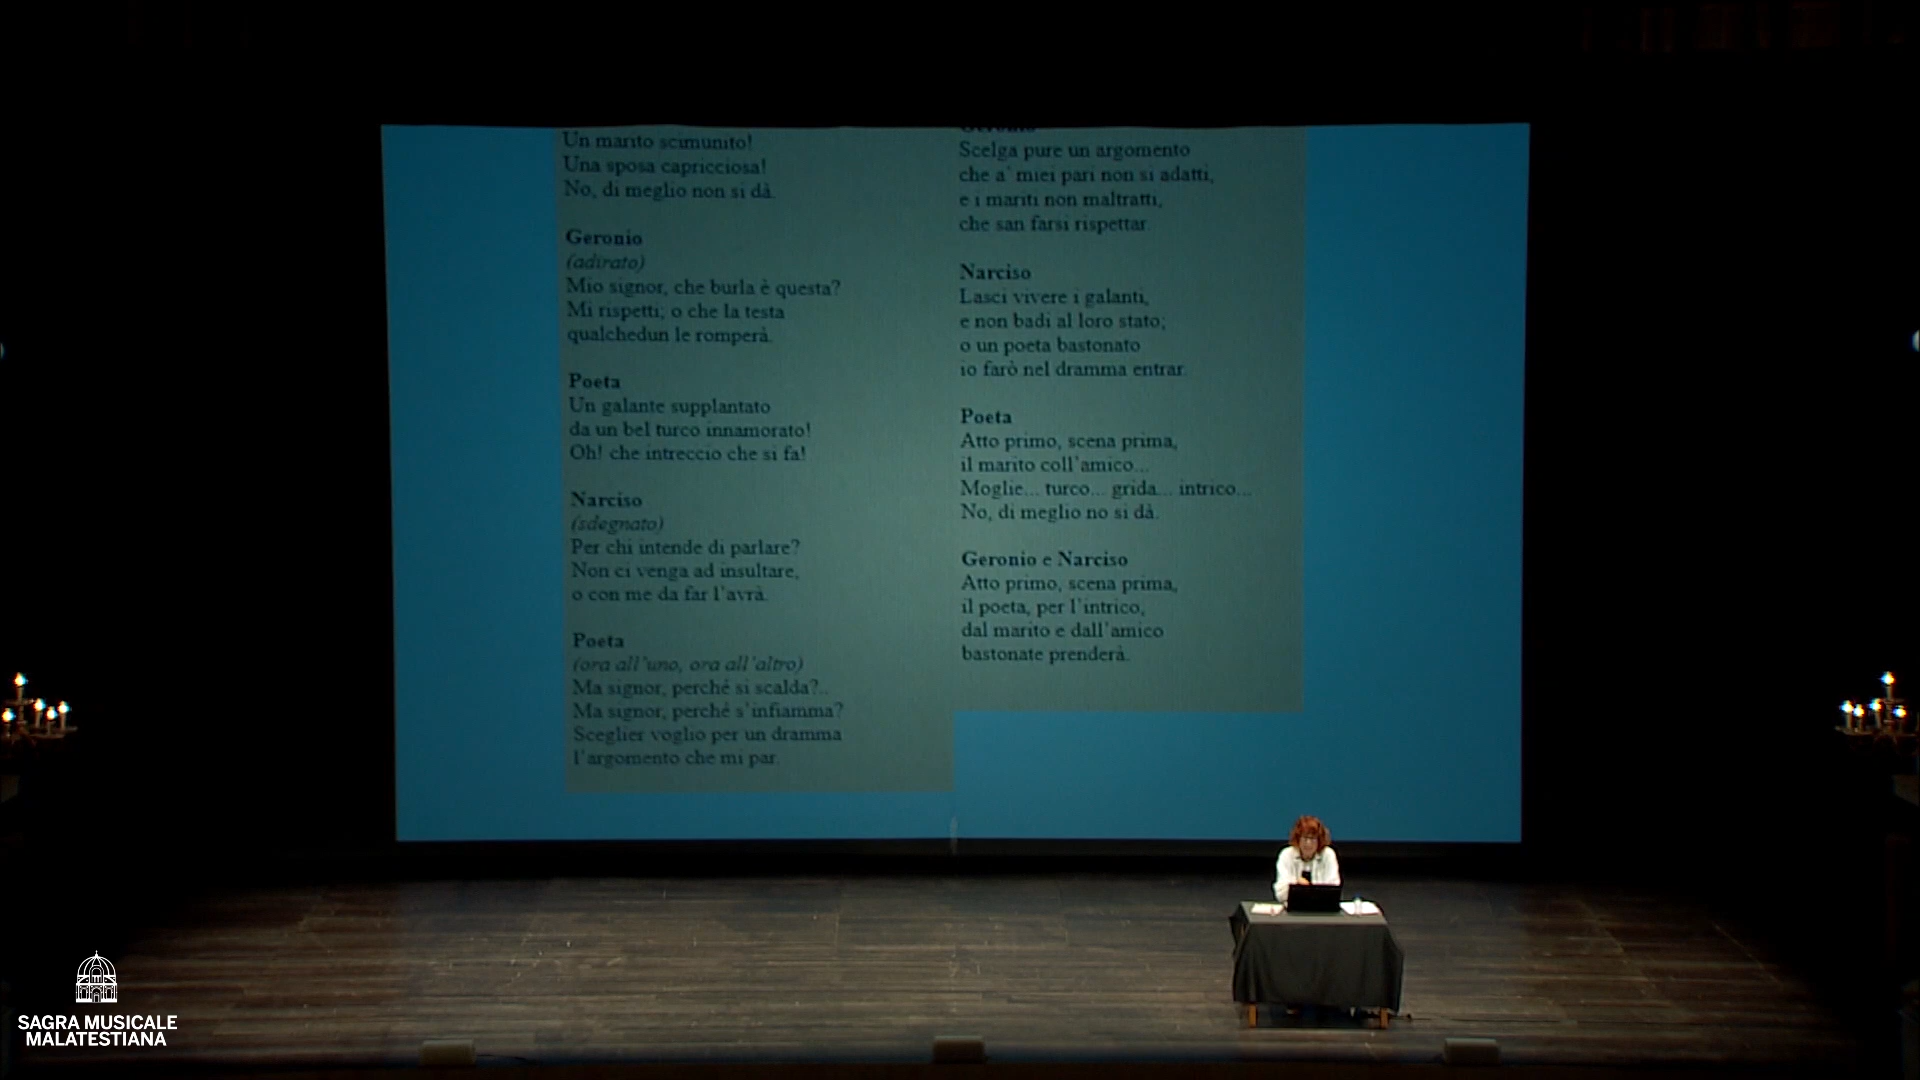 Un marito scimunito!
Una sposa capricciosa!
No, di meglio non si dà.
Geronio
(adirato)
Mio signor, che burla è questa?
Mi rispetti; o che la testa
qualchedun le romperà.
Poeta
Un galante supplantato
da un bel turco innamorato!
Oh! che intreccio che si fa!
Narciso
(sdegnato)
Per chi intende di parlare?
Non ci venga ad insultare,
o con me da far l'avrà.
Poeta
(ora all'uno, ora all'altro)
Ma signor, perché si scalda?..
Ma signor, perché s'infiamma?
Sceglier voglio per un dramma
l'argomento che mi par.
Geronio
Scelga pure un argomento
che a' miei pari non si adatti,
e i mariti non maltratti,
che san farsi rispettar.
Narciso
Lasci vivere i galanti,
e non badi al loro stato;
o un poeta bastonato
io farò nel dramma entrar.
Poeta
Atto primo, scena prima,
il marito coll'amico...
Moglie... turco... grida... intrico...
No, di meglio no si dà.
Geronio e Narciso
Atto primo, scena prima,
il poeta, per l'intrico,
dal marito e dall'amico
bastonate prenderà.
SAGRA MUSICALE
MALATESTIANA